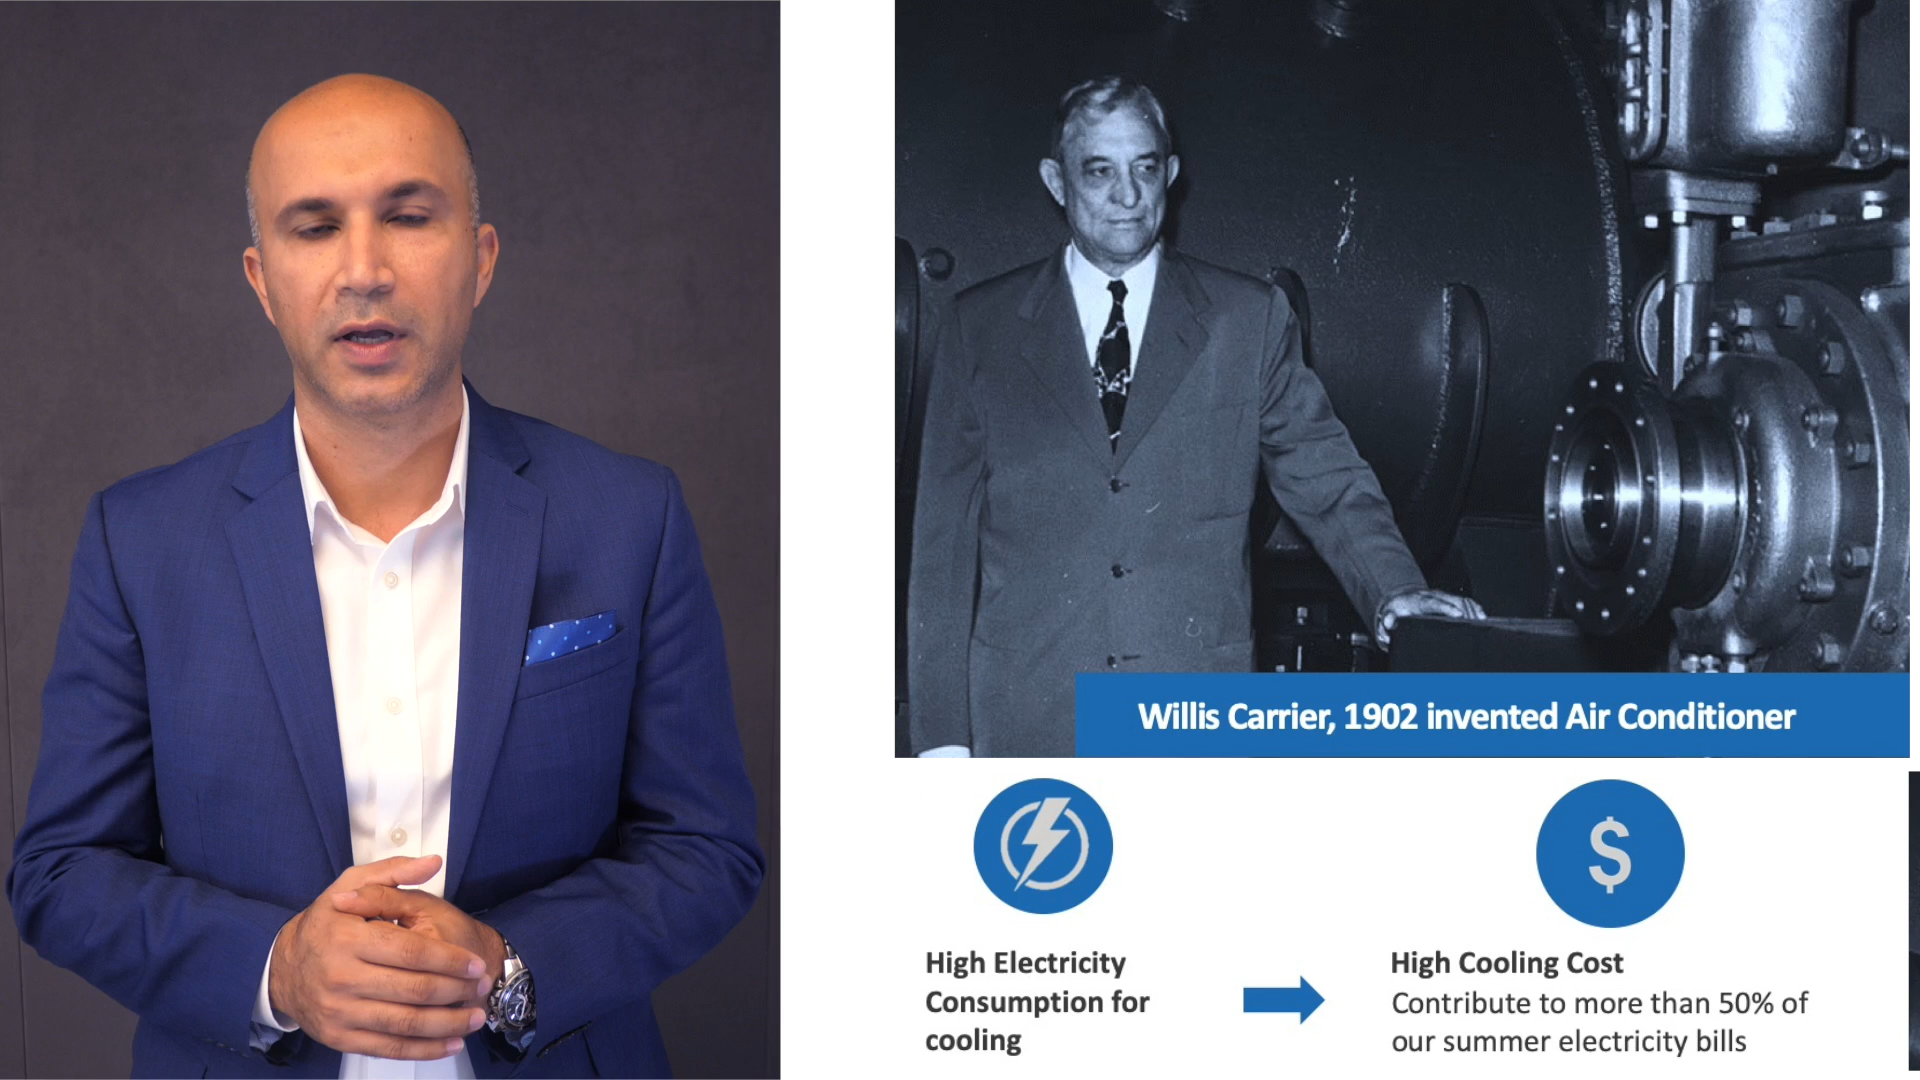 Willis Carrier, 1902 invented Air Conditioner
$
High Electricity
Consumption for
cooling
High Cooling Cost
Contribute to more than 50% of
our summer electricity bills